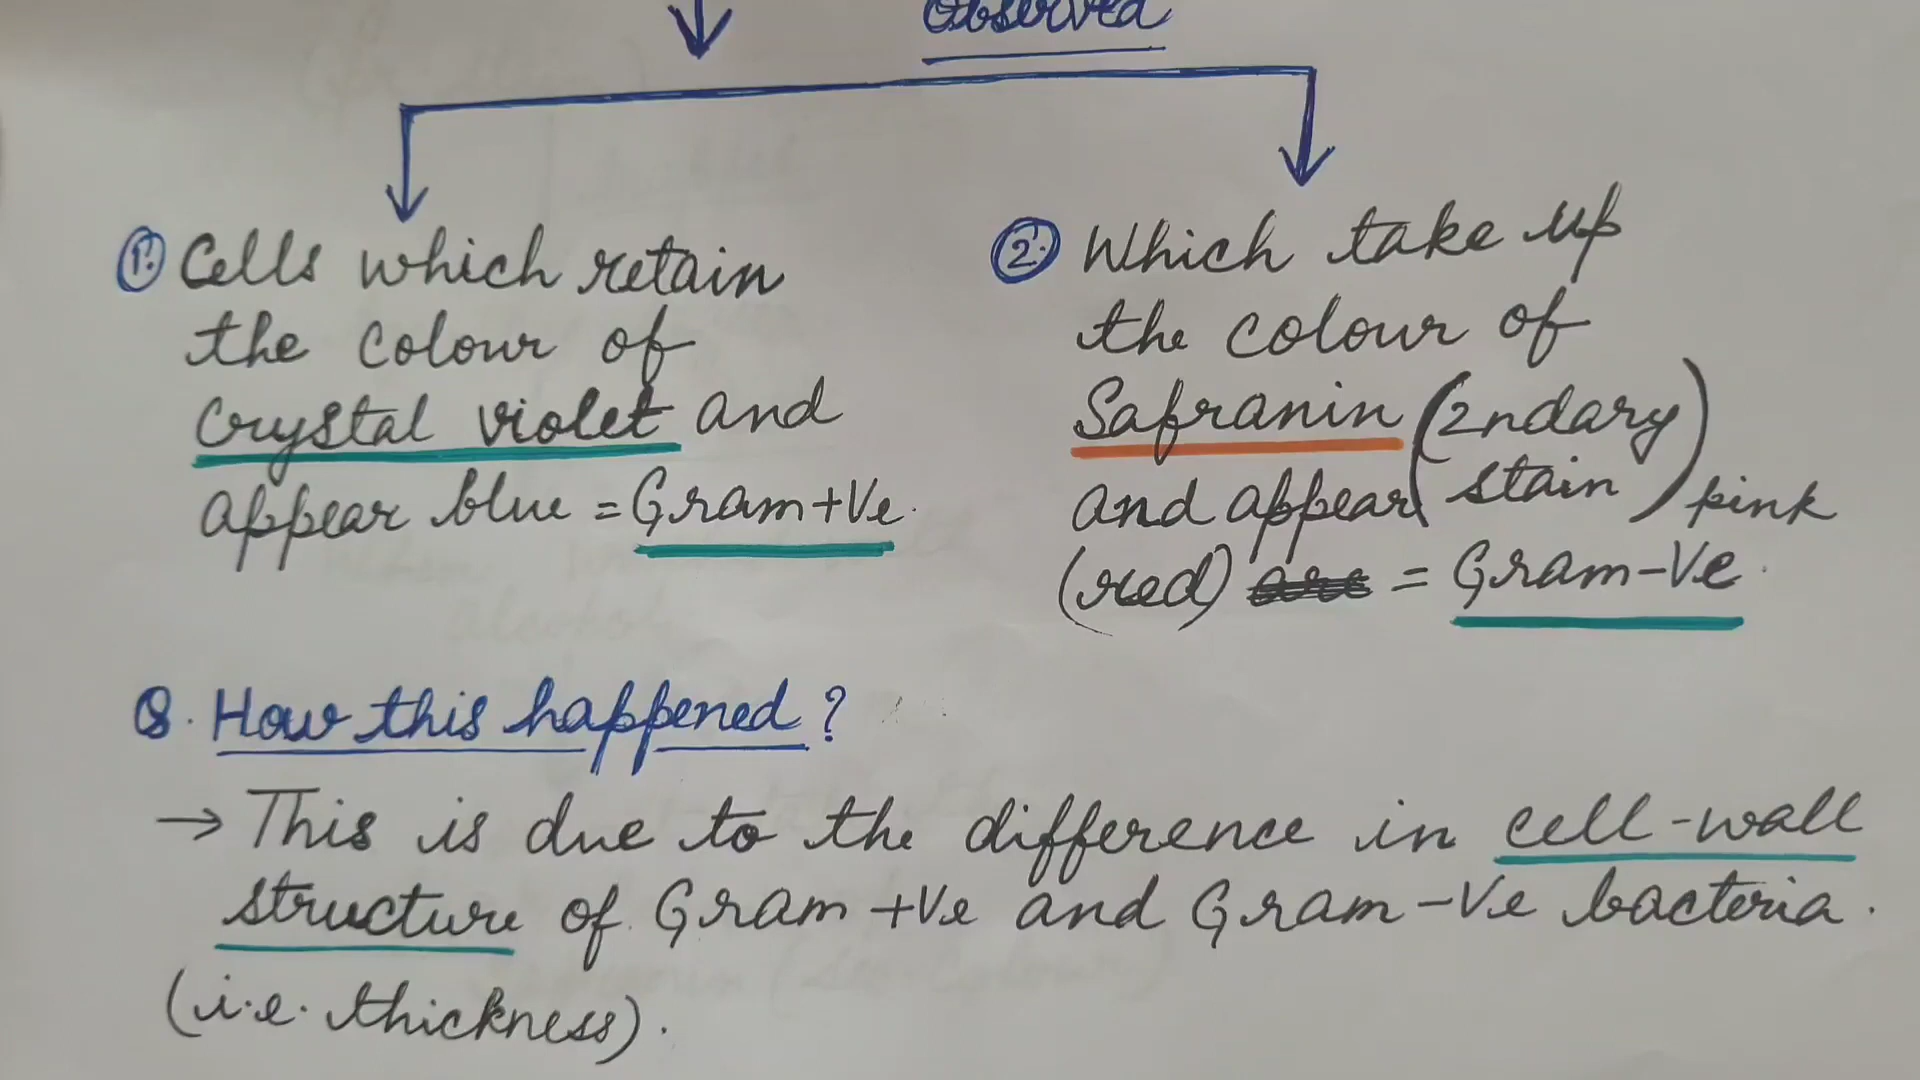 Observed
1. Cells which retain
the colour of
crystal violet and
appear blue = Gram+Ve.
2. Which take up
the colour of
Safranin (2ndary
and appear stain) pink
(red) = Gram-Ve.
Q. How this happened?
→ This is due to the difference in cell-wall
structure of Gram +Ve and Gram -Ve bacteria.
(i.e. thickness).